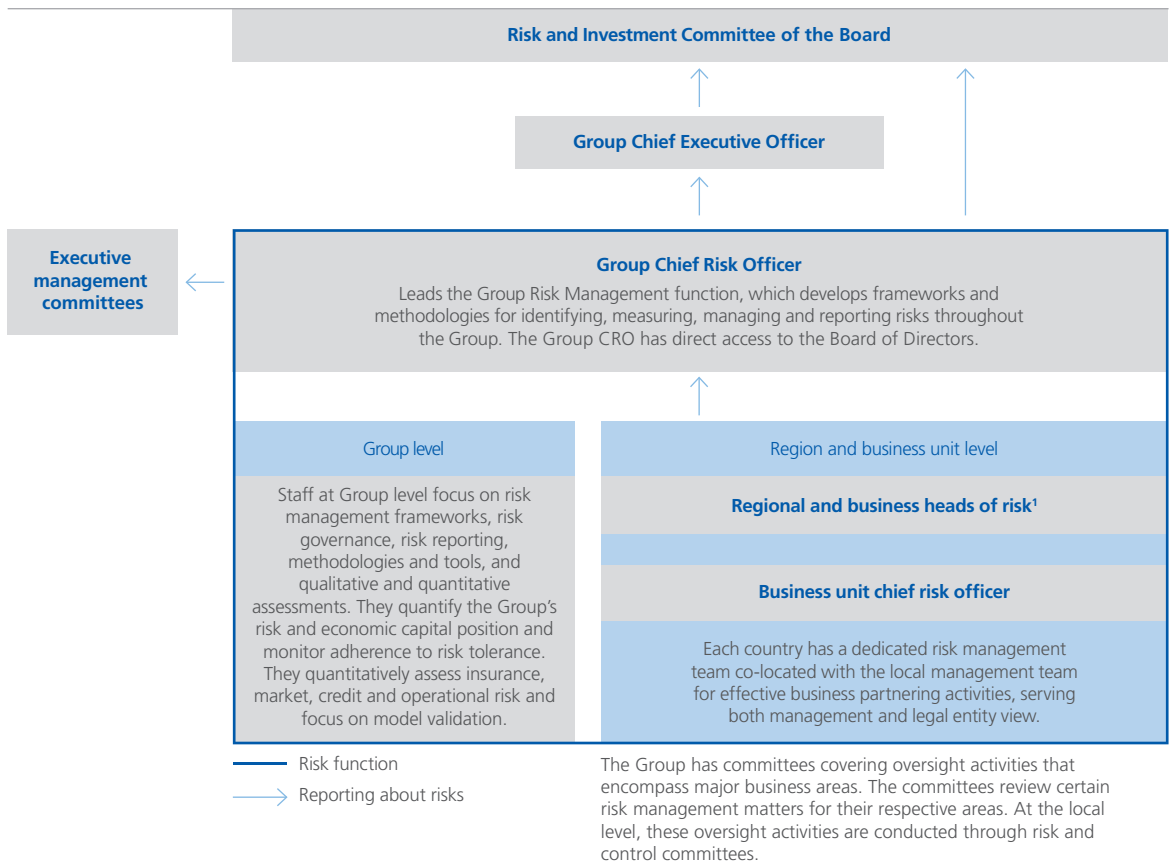 Risk and Investment Committee of the Board
Group Chief Executive Officer
Executive
management
committees
Group Chief Risk Officer
Leads the Group Risk Management function, which develops frameworks and
methodologies for identifying, measuring, managing and reporting risks throughout
the Group. The Group CRO has direct access to the Board of Directors.
Group level
Staff at Group level focus on risk
management frameworks, risk
governance, risk reporting,
methodologies and tools, and
qualitative and quantitative
assessments. They quantify the Group’s
risk and economic capital position and
monitor adherence to risk tolerance.
They quantitatively assess insurance,
market, credit and operational risk and
focus on model validation.
Region and business unit level
Regional and business heads of risk¹
Business unit chief risk officer
Each country has a dedicated risk management
team co-located with the local management team
for effective business partnering activities, serving
both management and legal entity view.
Risk function
Reporting about risks
The Group has committees covering oversight activities that
encompass major business areas. The committees review certain
risk management matters for their respective areas. At the local
level, these oversight activities are conducted through risk and
control committees.